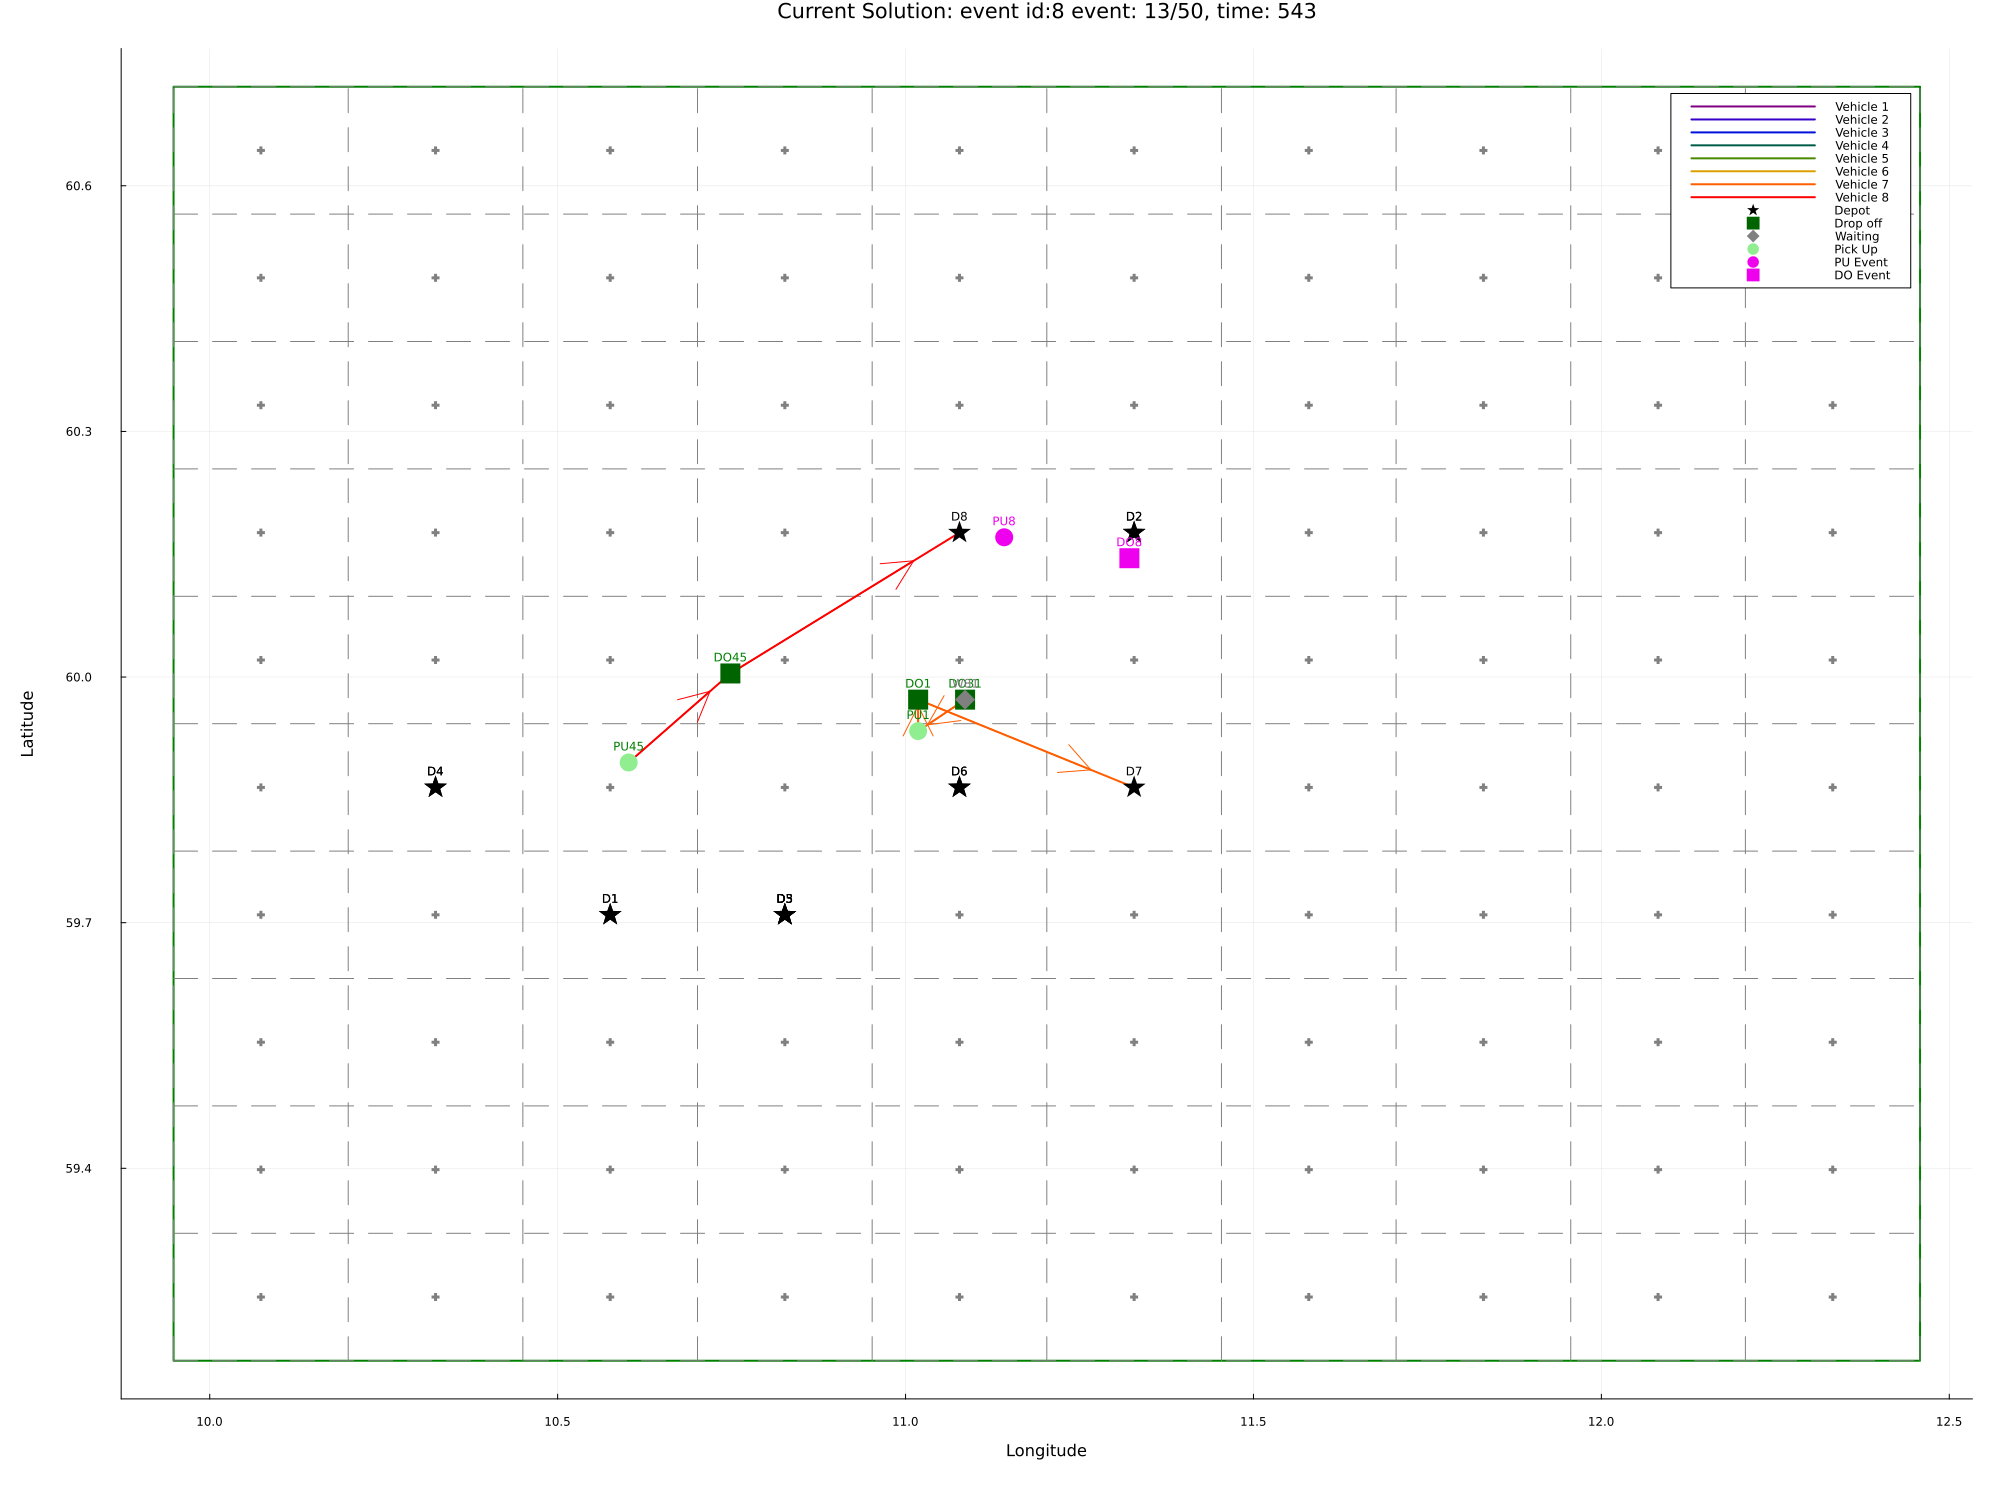 Current Solution: event id:8 event: 13/50, time: 543
Vehicle 1
Vehicle 2
Vehicle 3
Vehicle 4
Vehicle 5
Vehicle 6
Vehicle 7
Vehicle 8
Depot
Drop off
Waiting
Pick Up
PU Event
DO Event
60.6
60.3
60.0
59.7
59.4
Latitude
D8
PU8
D2
DO8
DO45
DO1
DO31
PU1
PU45
D4
D6
D7
D1
10.0
10.5
11.0
11.5
12.0
12.5
Longitude